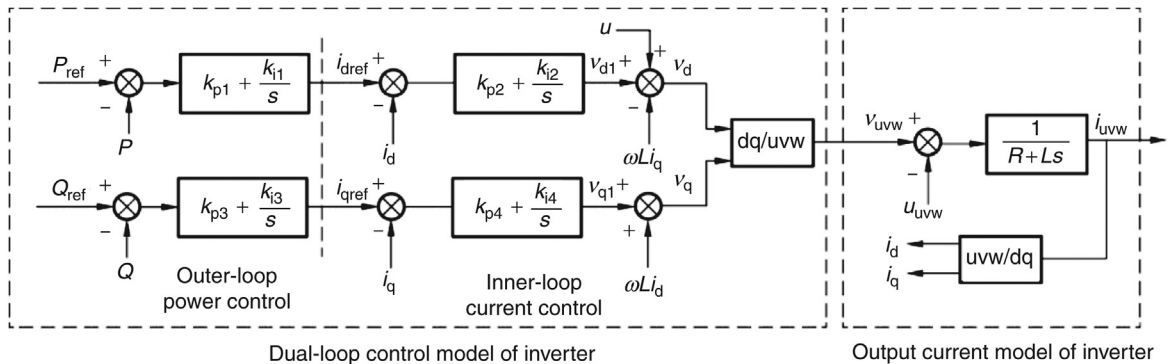 P_ref + − P
k_p1 + k_i1/s
i_dref + − i_d
k_p2 + k_i2/s
u
v_d1 + + − v_d
ωLi_q
Q_ref + − Q
k_p3 + k_i3/s
i_qref + − i_q
k_p4 + k_i4/s
v_q1 + + v_q
ωLi_d
Outer-loop
power control
Inner-loop
current control
dq/uvw
v_uvw + − u_uvw
1/(R+Ls)
i_uvw
i_d
i_q
uvw/dq
Dual-loop control model of inverter
Output current model of inverter